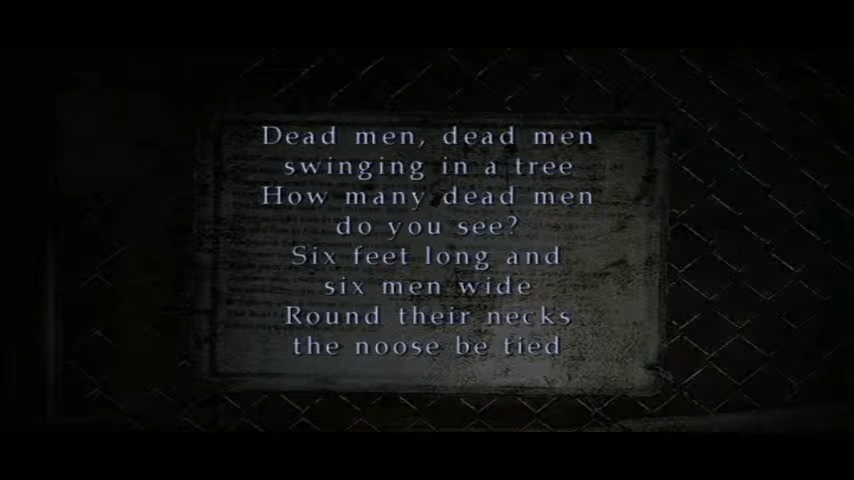 Dead men, dead men
swinging in a tree
How many dead men
do you see?
Six feet long and
six men wide
Round their necks
the noose be tied